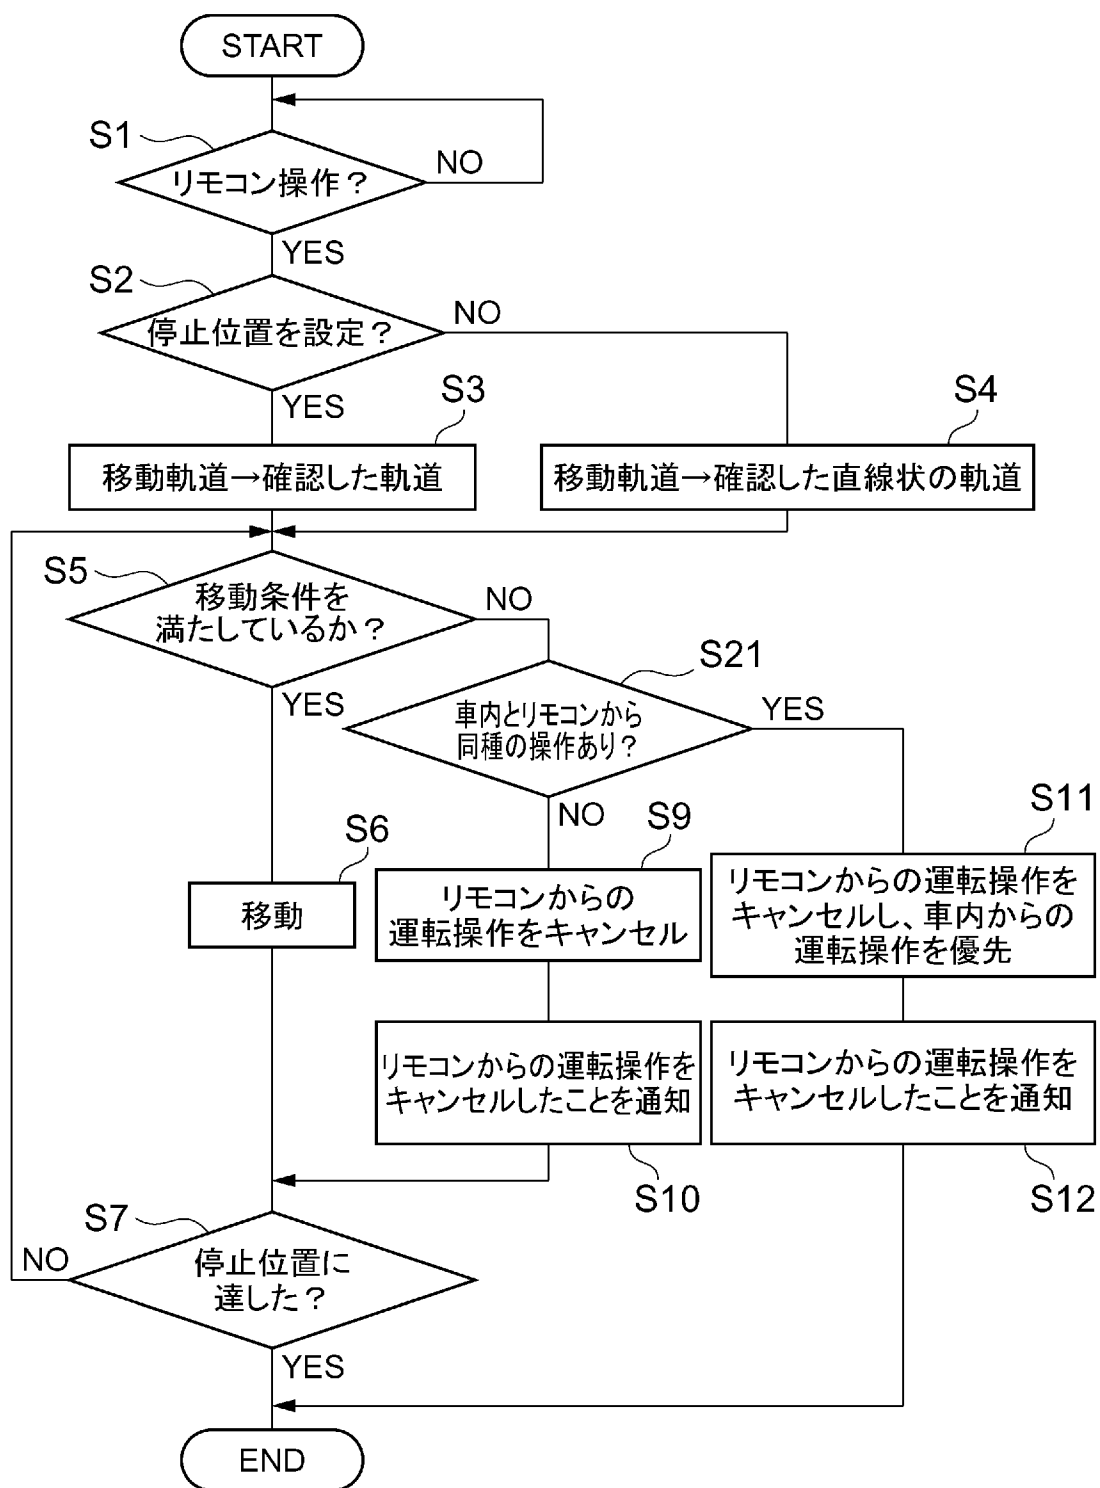 START
S1
リモコン操作？
NO
YES
S2
停止位置を設定？
NO
YES
S3
移動軌道→確認した軌道
S4
移動軌道→確認した直線状の軌道
S5
移動条件を
満たしているか？
NO
YES
S21
車内とリモコンから
同種の操作あり？
YES
NO
S6
移動
S9
リモコンからの
運転操作をキャンセル
S11
リモコンからの運転操作を
キャンセルし、車内からの
運転操作を優先
リモコンからの運転操作を
キャンセルしたことを通知
S10
リモコンからの運転操作を
キャンセルしたことを通知
S12
S7
停止位置に
達した？
NO
YES
END